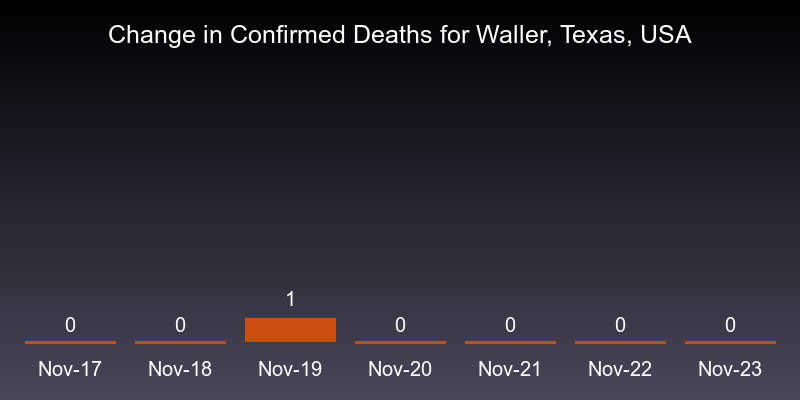 Change in Confirmed Deaths for Waller, Texas, USA
0 0 1 0 0 0 0
Nov-17 Nov-18 Nov-19 Nov-20 Nov-21 Nov-22 Nov-23